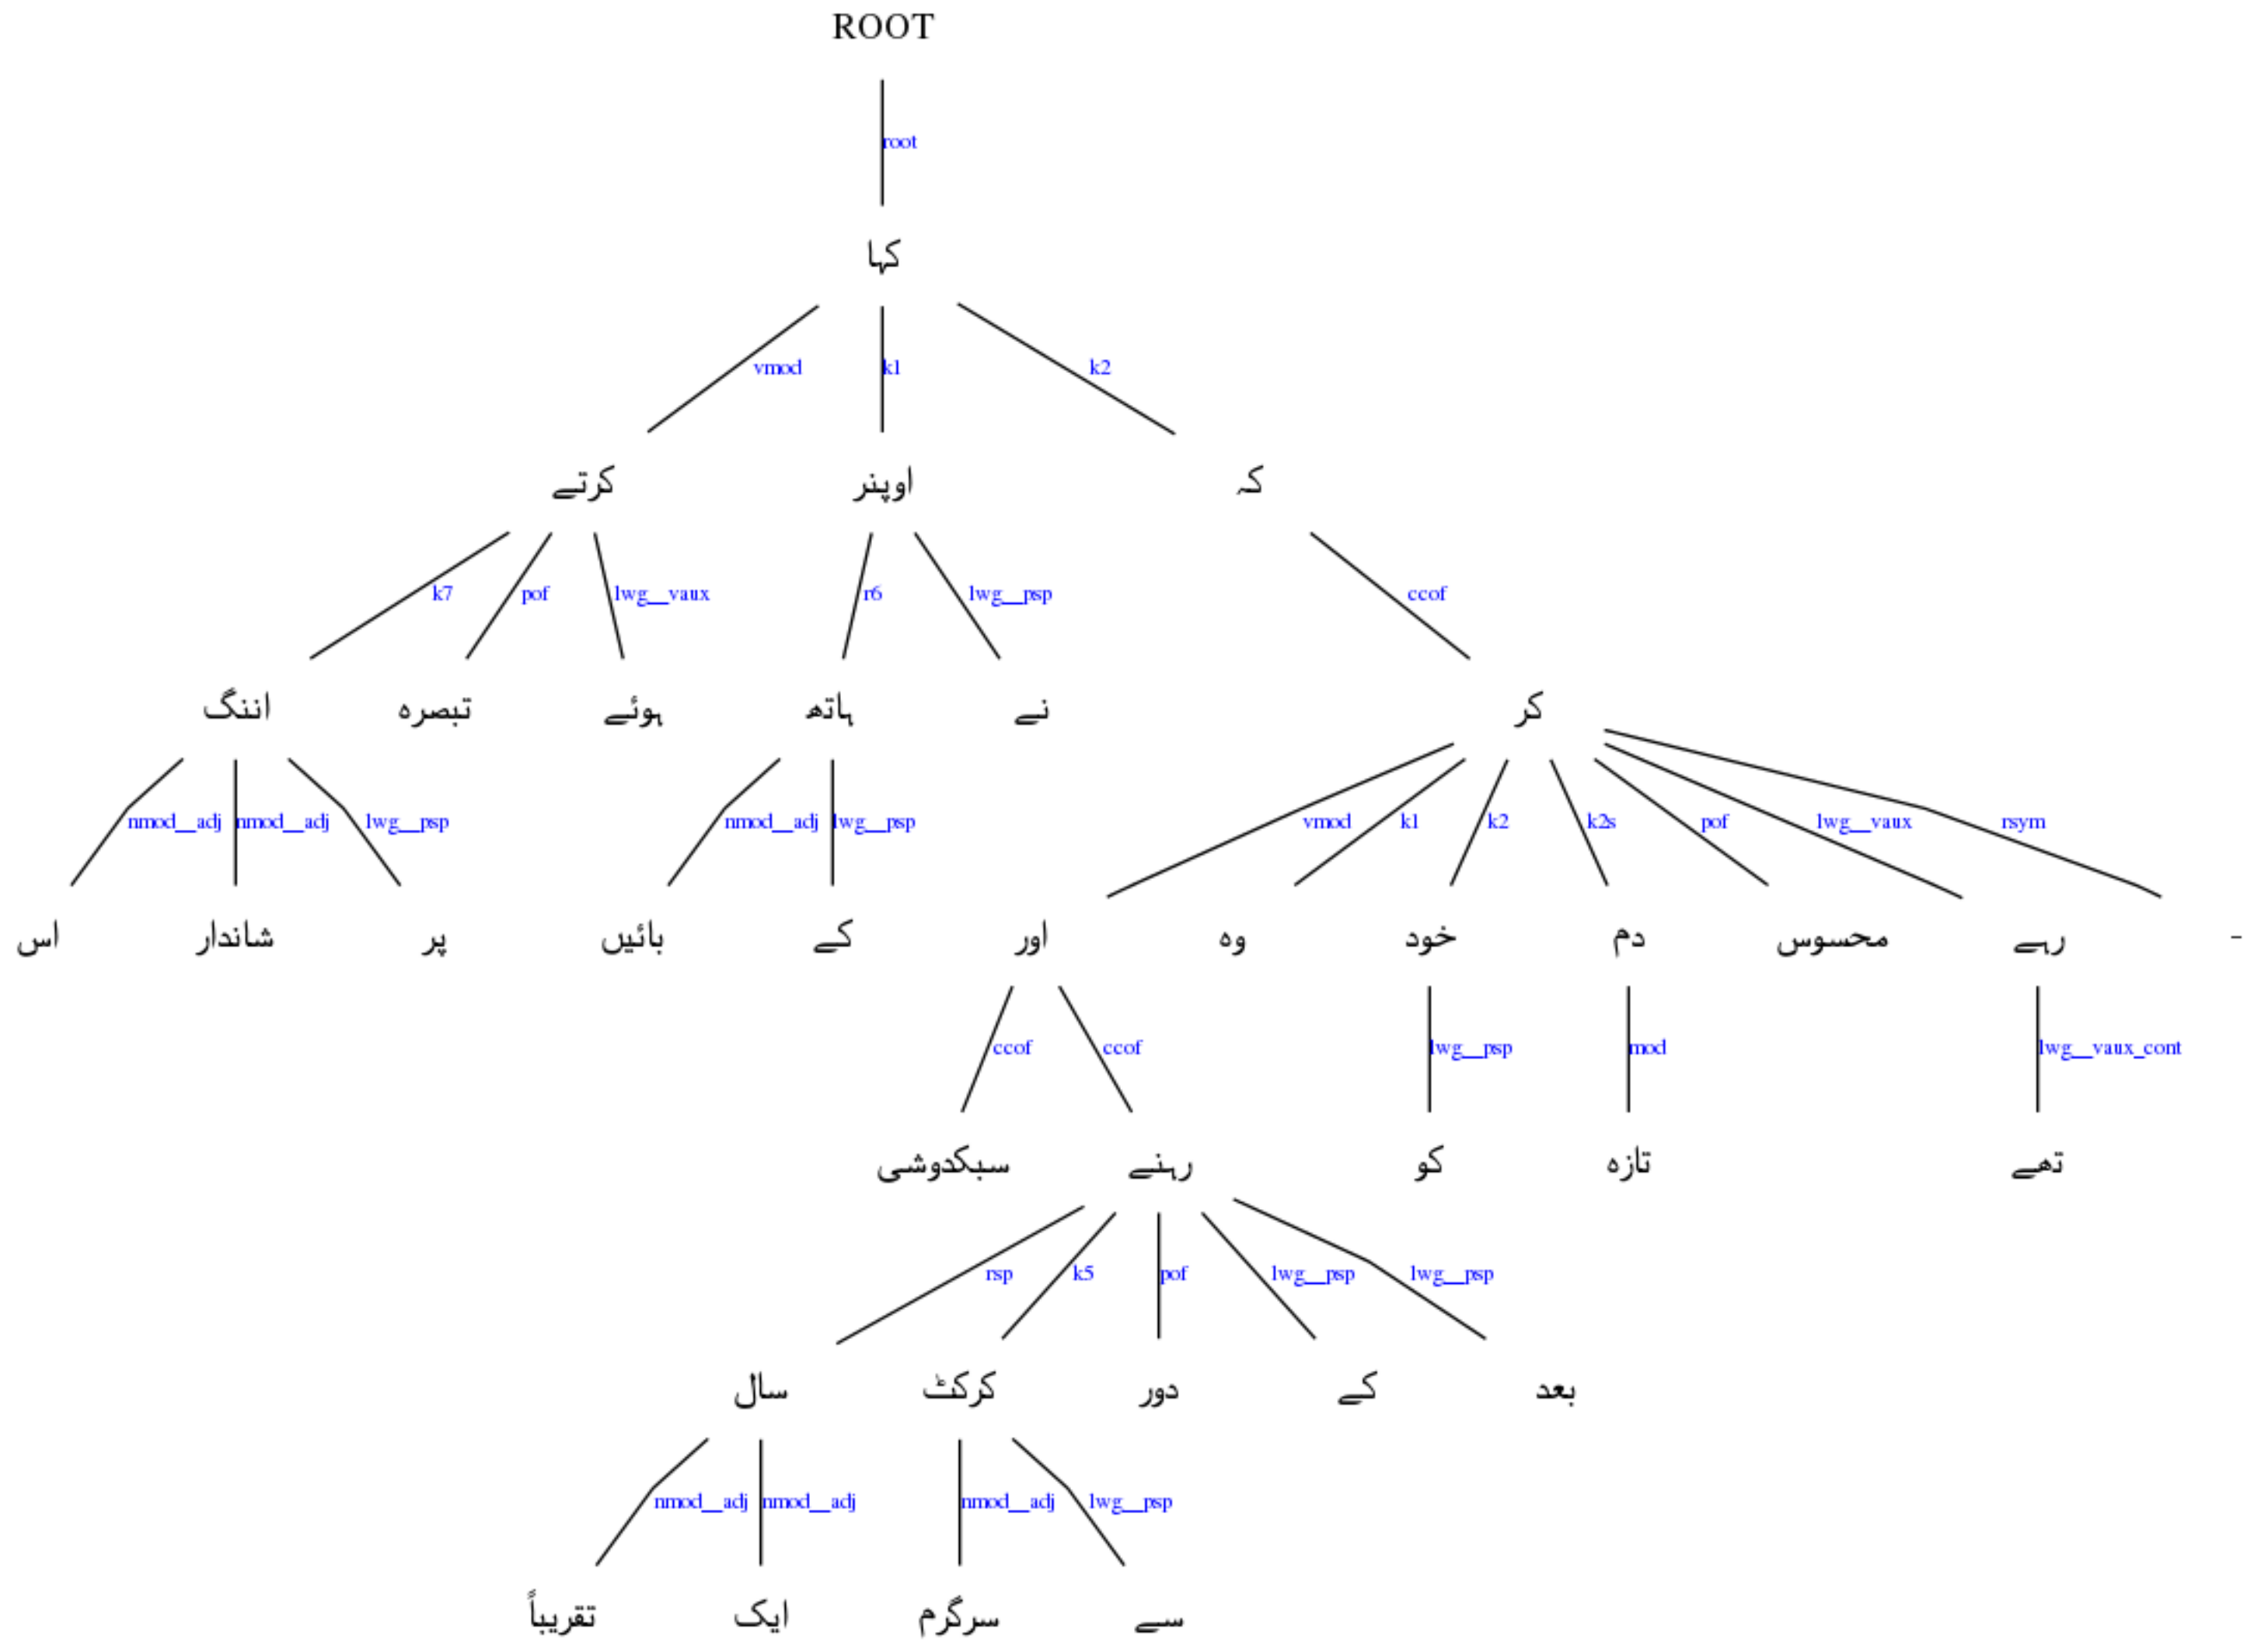 ROOT
root
کہا
vmod k1 k2
کرتے اوپنر کہ
k7 pof lwg__vaux r6 lwg__psp ccof
اننگ تبصرہ ہوئے ہاتھ نے کر
nmod__adj nmod__adj lwg__psp nmod__adj lwg__psp vmod k1 k2 k2s pof lwg__vaux rsym
اس شاندار پر بائیں کے اور وہ خود دم محسوس رہے -
ccof ccof lwg__psp mod lwg__vaux_cont
سبکدوشی رہنے کو تازہ تھے
rsp k5 pof lwg__psp lwg__psp
سال کرکٹ دور کے بعد
nmod__adj nmod__adj nmod__adj lwg__psp
تقریباً ایک سرگرم سے